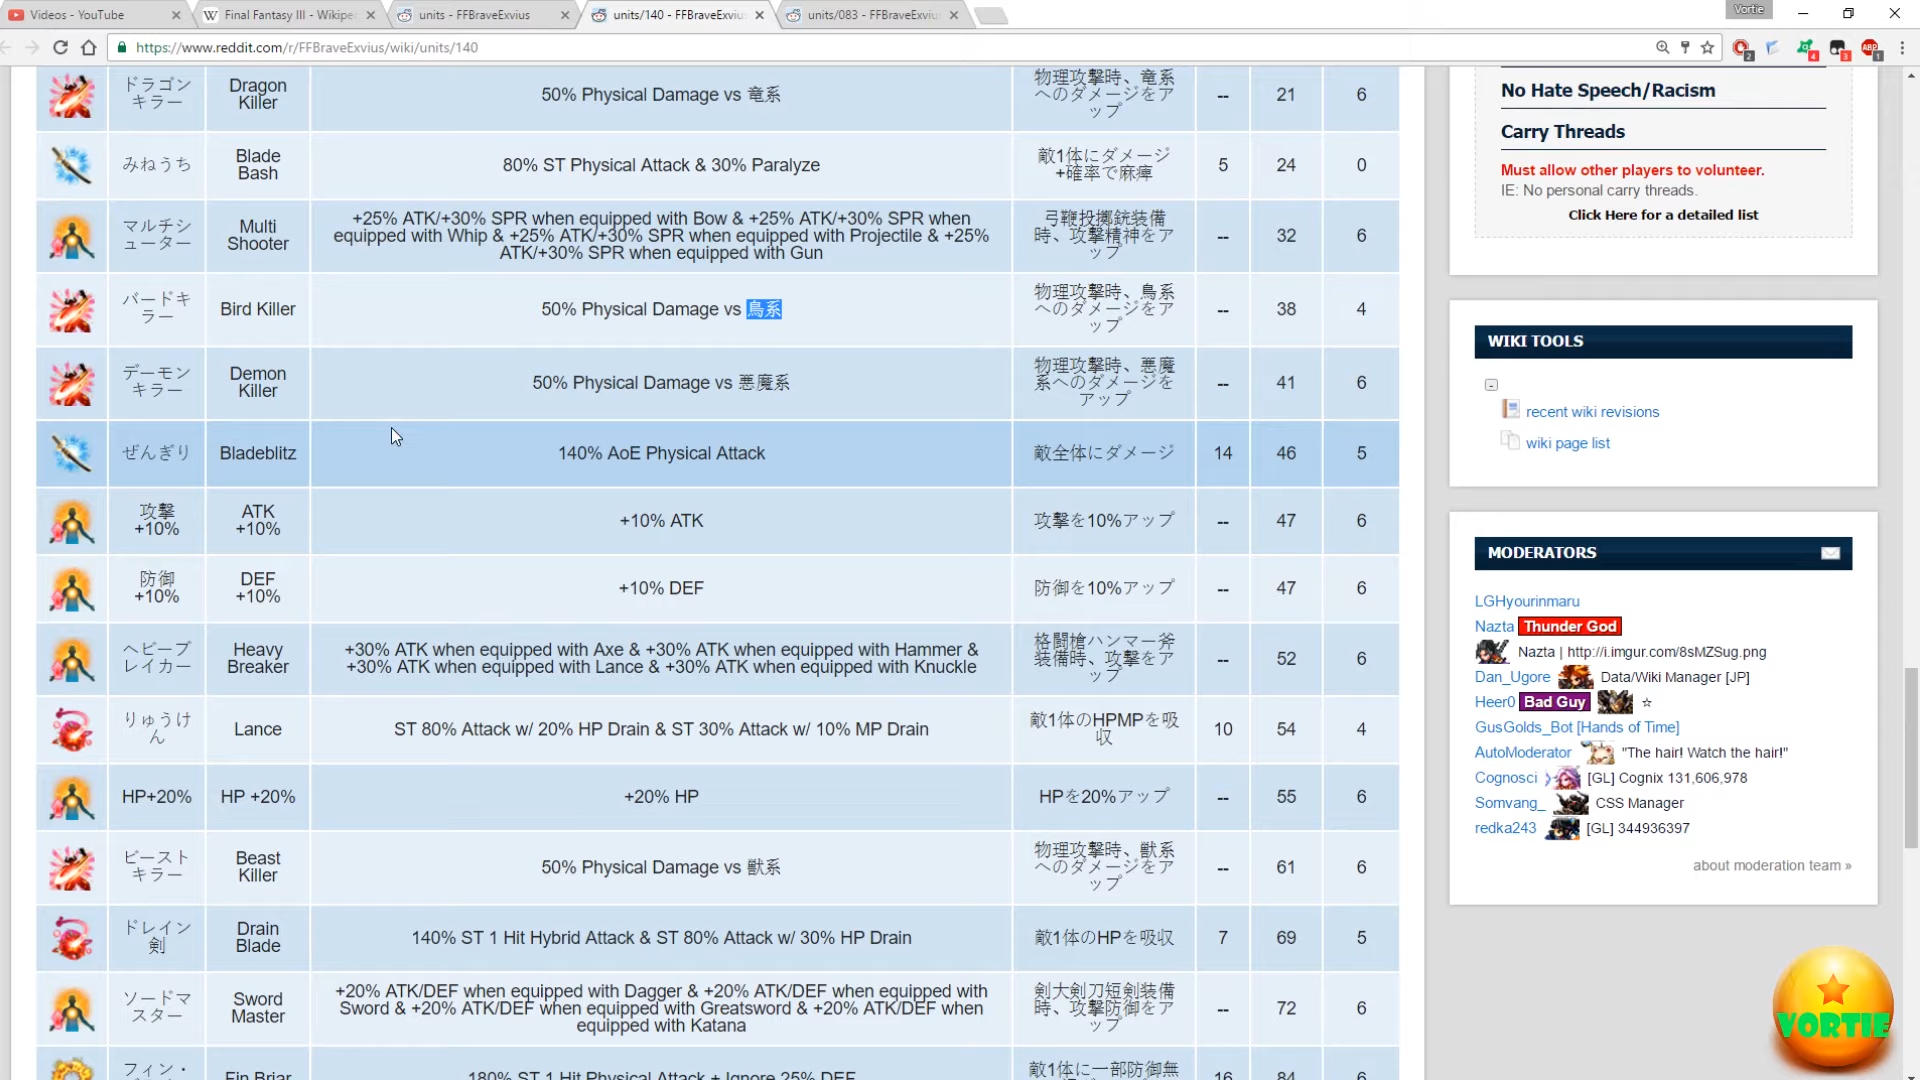 Videos - YouTube
Final Fantasy III - Wikipe
units - FFBraveExvius
units/140 - FFBraveExviu
units/083 - FFBraveExviu
Vortie
https://www.reddit.com/r/FFBraveExvius/wiki/units/140
ドラゴン
キラー
Dragon
Killer
50% Physical Damage vs 竜系
物理攻撃時、竜系
へのダメージをア
ップ
--
21
6
みねうち
Blade
Bash
80% ST Physical Attack & 30% Paralyze
敵1体にダメージ
+確率で麻痺
5
24
0
マルチシ
ューター
Multi
Shooter
+25% ATK/+30% SPR when equipped with Bow & +25% ATK/+30% SPR when
equipped with Whip & +25% ATK/+30% SPR when equipped with Projectile & +25%
ATK/+30% SPR when equipped with Gun
弓鞭投擲銃装備
時、攻撃精神をア
ップ
--
32
6
バードキ
ラー
Bird Killer
50% Physical Damage vs 鳥系
物理攻撃時、鳥系
へのダメージをア
ップ
--
38
4
デーモン
キラー
Demon
Killer
50% Physical Damage vs 悪魔系
物理攻撃時、悪魔
系へのダメージを
アップ
--
41
6
ぜんぎり
Bladeblitz
140% AoE Physical Attack
敵全体にダメージ
14
46
5
攻撃
+10%
ATK
+10%
+10% ATK
攻撃を10%アップ
--
47
6
防御
+10%
DEF
+10%
+10% DEF
防御を10%アップ
--
47
6
ヘビーブ
レイカー
Heavy
Breaker
+30% ATK when equipped with Axe & +30% ATK when equipped with Hammer &
+30% ATK when equipped with Lance & +30% ATK when equipped with Knuckle
格闘槍ハンマー斧
装備時、攻撃をア
ップ
--
52
6
りゅうけ
ん
Lance
ST 80% Attack w/ 20% HP Drain & ST 30% Attack w/ 10% MP Drain
敵1体のHPMPを吸
収
10
54
4
HP+20%
HP +20%
+20% HP
HPを20%アップ
--
55
6
ビースト
キラー
Beast
Killer
50% Physical Damage vs 獣系
物理攻撃時、獣系
へのダメージをア
ップ
--
61
6
ドレイン
剣
Drain
Blade
140% ST 1 Hit Hybrid Attack & ST 80% Attack w/ 30% HP Drain
敵1体のHPを吸収
7
69
5
ソードマ
スター
Sword
Master
+20% ATK/DEF when equipped with Dagger & +20% ATK/DEF when equipped with
Sword & +20% ATK/DEF when equipped with Greatsword & +20% ATK/DEF when
equipped with Katana
剣大剣刀短剣装備
時、攻撃防御をア
ップ
--
72
6
フィン・
Fin Briar
180% ST 1 Hit Physical Attack + Ignore 25% DEF
敵1体に一部防御無
16
84
6
No Hate Speech/Racism
Carry Threads
Must allow other players to volunteer.
IE: No personal carry threads.
Click Here for a detailed list
WIKI TOOLS
recent wiki revisions
wiki page list
MODERATORS
LGHyourinmaru
Nazta Thunder God
Nazta | http://i.imgur.com/8sMZSug.png
Dan_Ugore Data/Wiki Manager [JP]
Heer0 Bad Guy ☆
GusGolds_Bot [Hands of Time]
AutoModerator "The hair! Watch the hair!"
Cognosci [GL] Cognix 131,606,978
Somvang_ CSS Manager
redka243 [GL] 344936397
about moderation team »
VORTIE